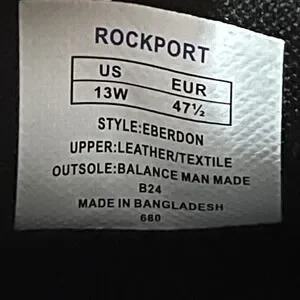 ROCKPORT
US EUR
13W 47½
STYLE:EBERDON
UPPER:LEATHER/TEXTILE
OUTSOLE:BALANCE MAN MADE
B24
MADE IN BANGLADESH
680